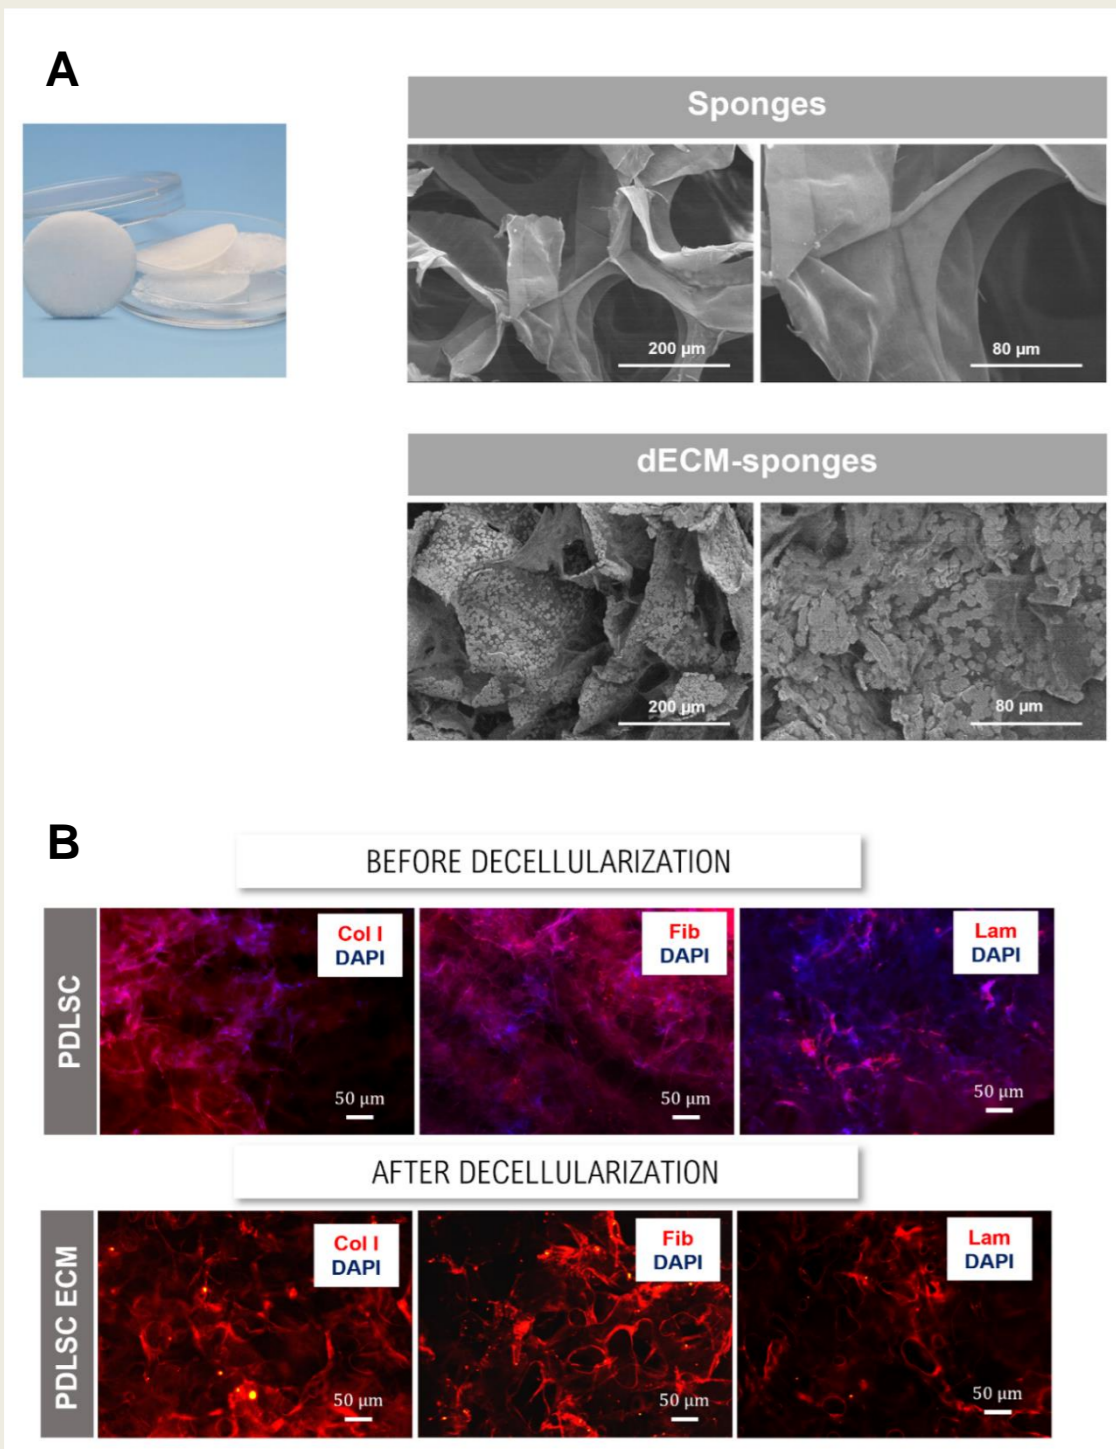 A
Sponges
200 µm
80 µm
dECM-sponges
200 µm
80 µm
B
BEFORE DECELLULARIZATION
PDLSC
Col I
DAPI
50 µm
Fib
DAPI
50 µm
Lam
DAPI
50 µm
AFTER DECELLULARIZATION
PDLSC ECM
Col I
DAPI
50 µm
Fib
DAPI
50 µm
Lam
DAPI
50 µm